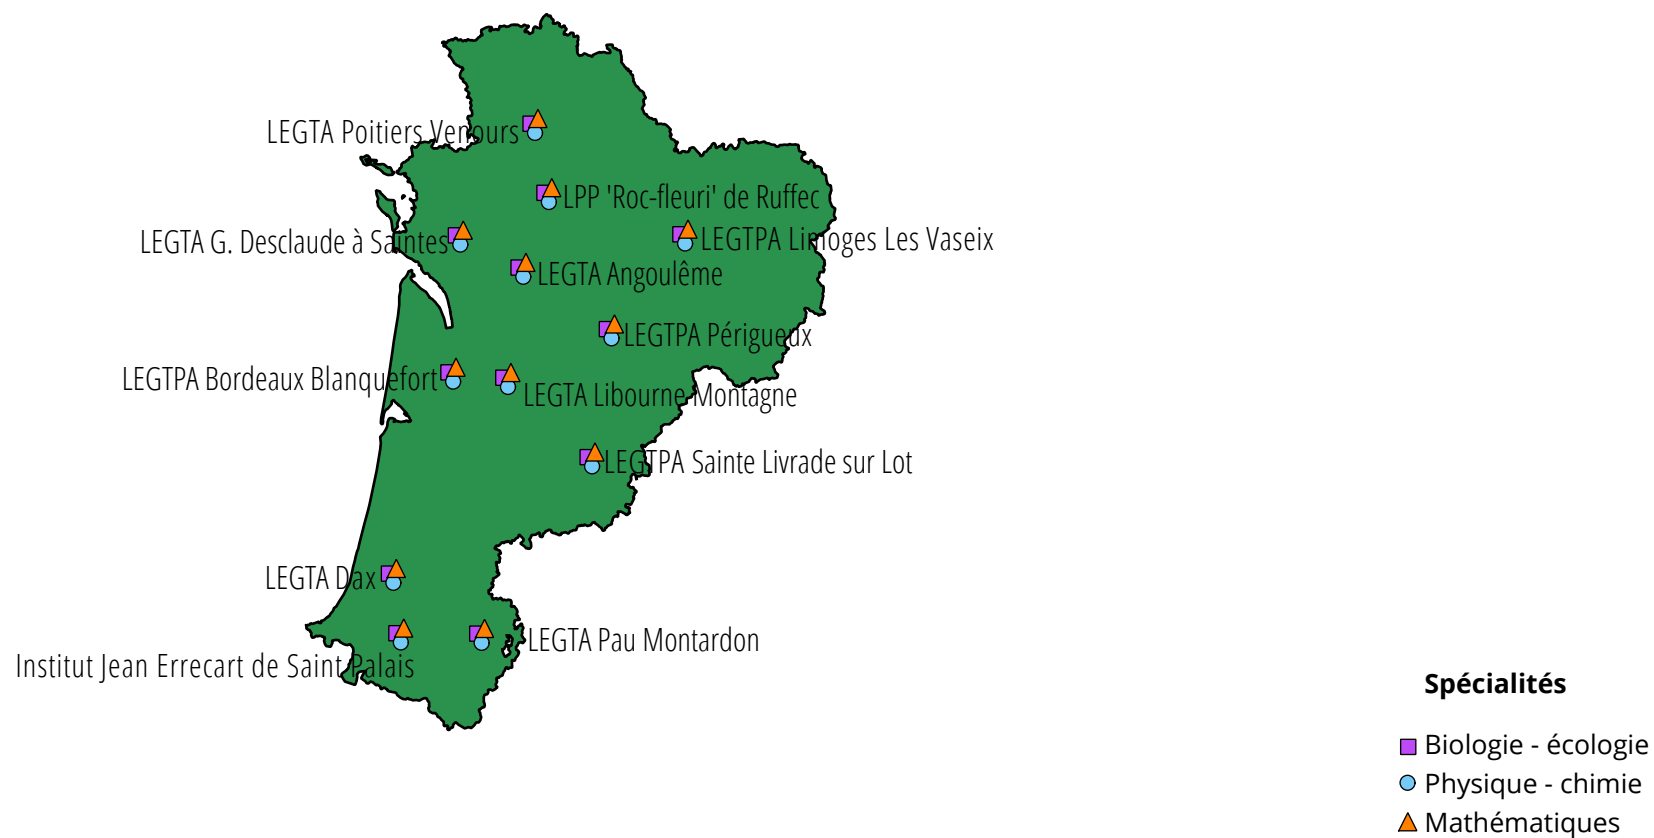 LEGTA Poitiers Venours
LPP 'Roc-fleuri' de Ruffec
LEGTA G. Desclaude à Saintes
LEGTPA Limoges Les Vaseix
LEGTA Angoulême
LEGTPA Périgueux
LEGTPA Bordeaux Blanquefort
LEGTA Libourne Montagne
LEGTPA Sainte Livrade sur Lot
LEGTA Dax
LEGTA Pau Montardon
Institut Jean Errecart de Saint Palais
Spécialités
Biologie - écologie
Physique - chimie
Mathématiques